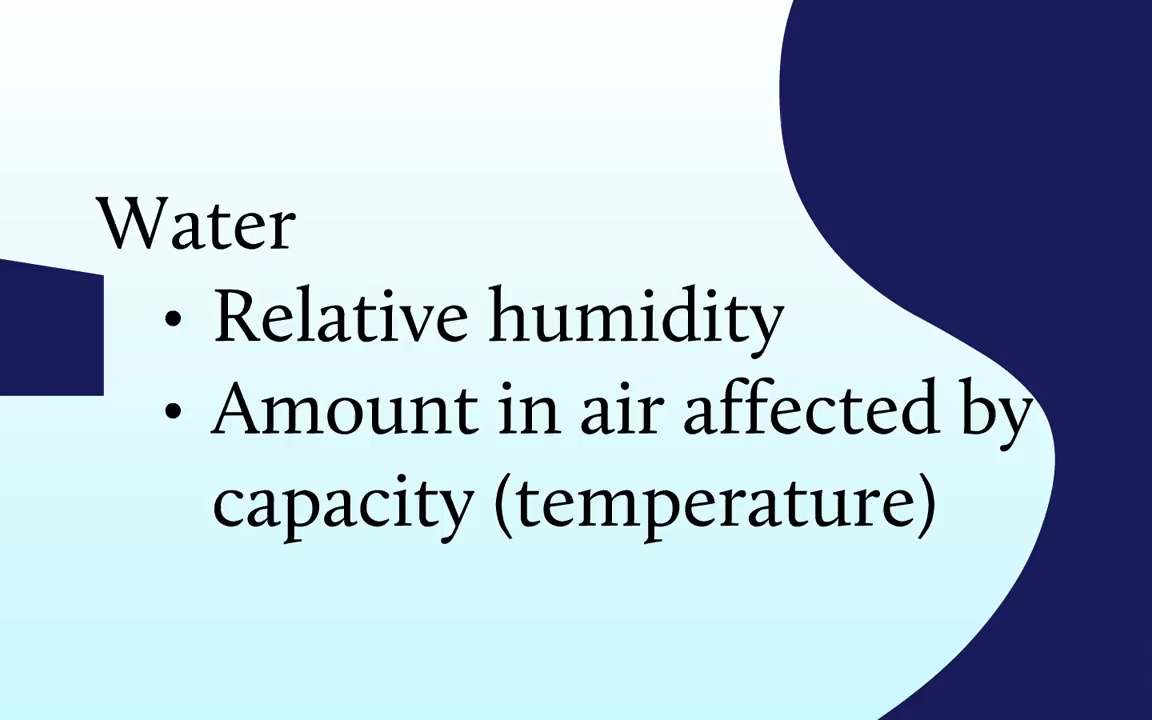 Water
• Relative humidity
• Amount in air affected by
capacity (temperature)